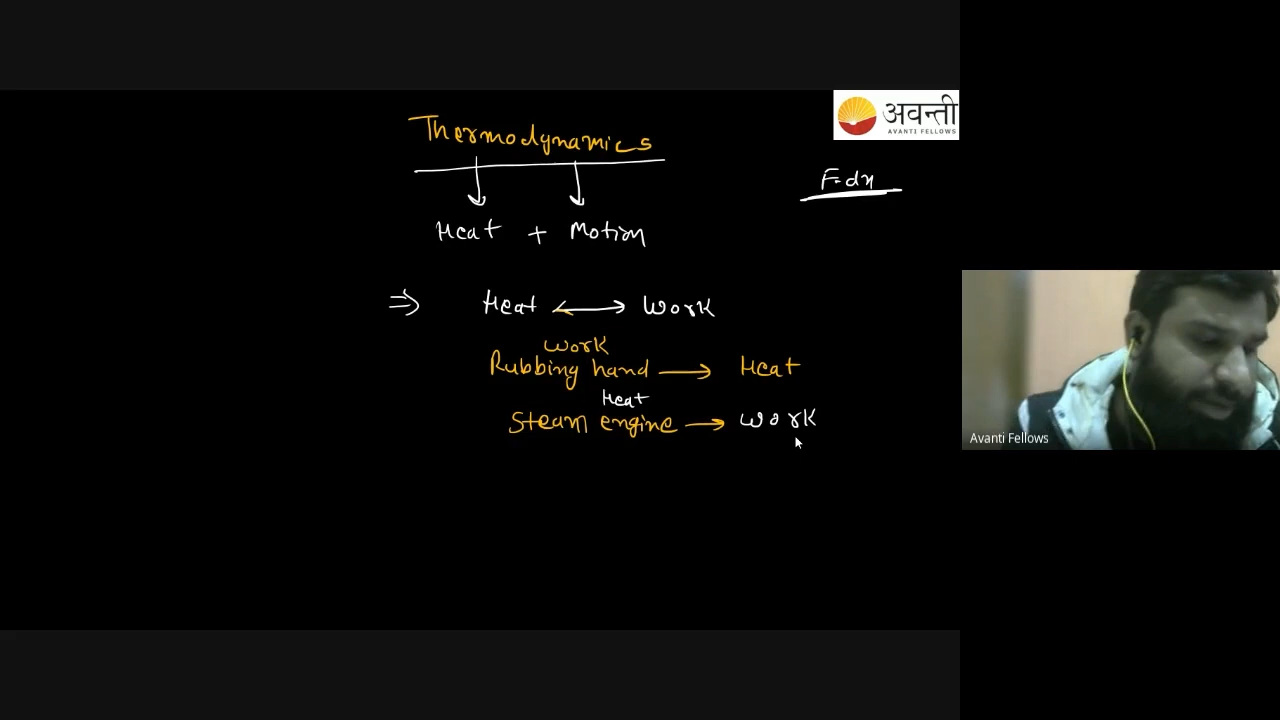 Thermodynamics
अवन्ती
AVANTI FELLOWS
F·dx
Heat + Motion
⇒ Heat ↔ Work
Work
Rubbing hand → Heat
Heat
Steam engine → Work
Avanti Fellows